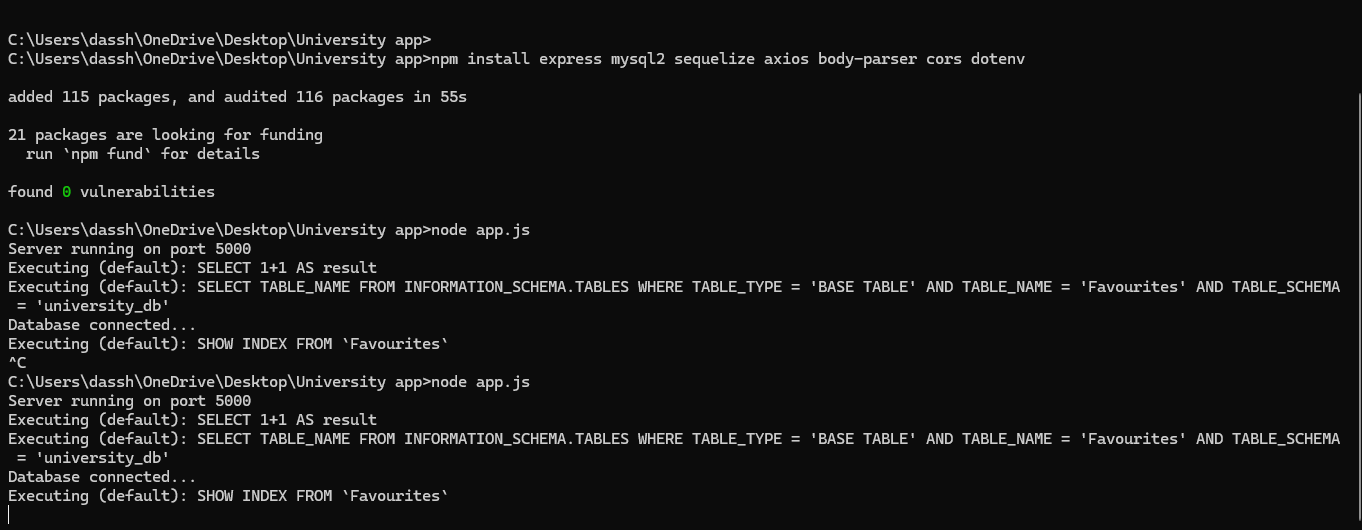 C:\Users\dassh\OneDrive\Desktop\University app>
C:\Users\dassh\OneDrive\Desktop\University app>npm install express mysql2 sequelize axios body-parser cors dotenv
added 115 packages, and audited 116 packages in 55s
21 packages are looking for funding
  run `npm fund` for details
found 0 vulnerabilities
C:\Users\dassh\OneDrive\Desktop\University app>node app.js
Server running on port 5000
Executing (default): SELECT 1+1 AS result
Executing (default): SELECT TABLE_NAME FROM INFORMATION_SCHEMA.TABLES WHERE TABLE_TYPE = 'BASE TABLE' AND TABLE_NAME = 'Favourites' AND TABLE_SCHEMA
 = 'university_db'
Database connected...
Executing (default): SHOW INDEX FROM `Favourites`
^C
C:\Users\dassh\OneDrive\Desktop\University app>node app.js
Server running on port 5000
Executing (default): SELECT 1+1 AS result
Executing (default): SELECT TABLE_NAME FROM INFORMATION_SCHEMA.TABLES WHERE TABLE_TYPE = 'BASE TABLE' AND TABLE_NAME = 'Favourites' AND TABLE_SCHEMA
 = 'university_db'
Database connected...
Executing (default): SHOW INDEX FROM `Favourites`